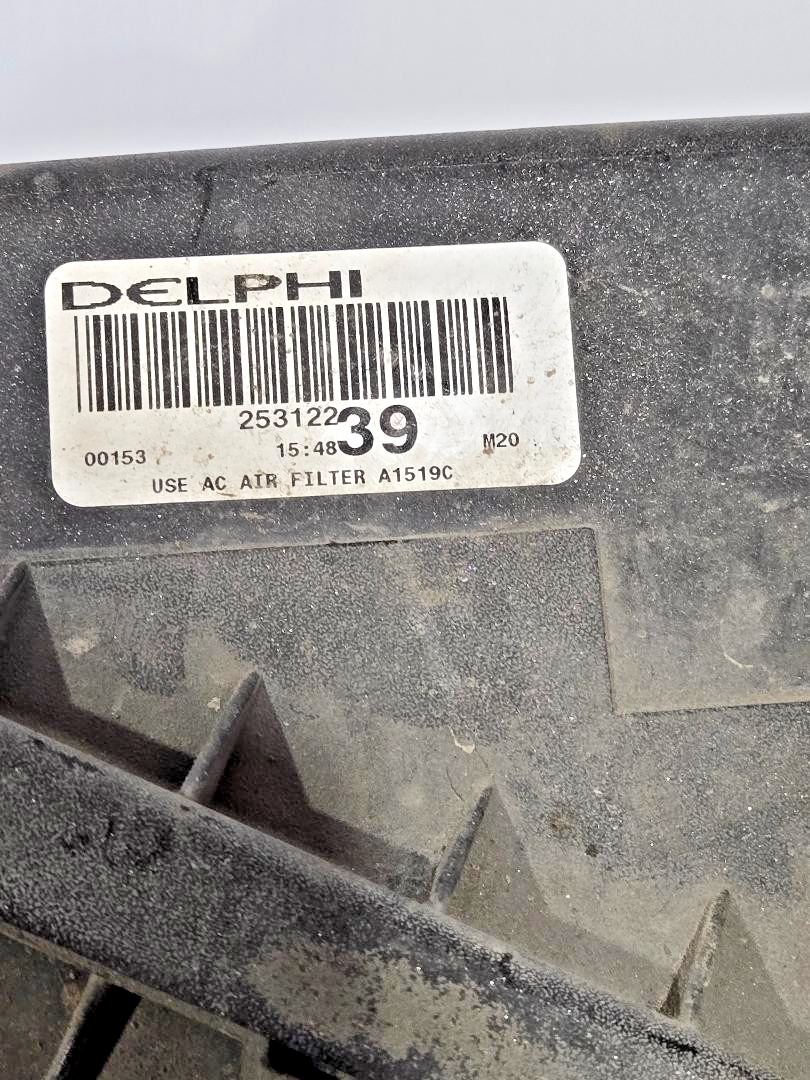 DELPHI
25312239
00153 15:48 M20
USE AC AIR FILTER A1519C